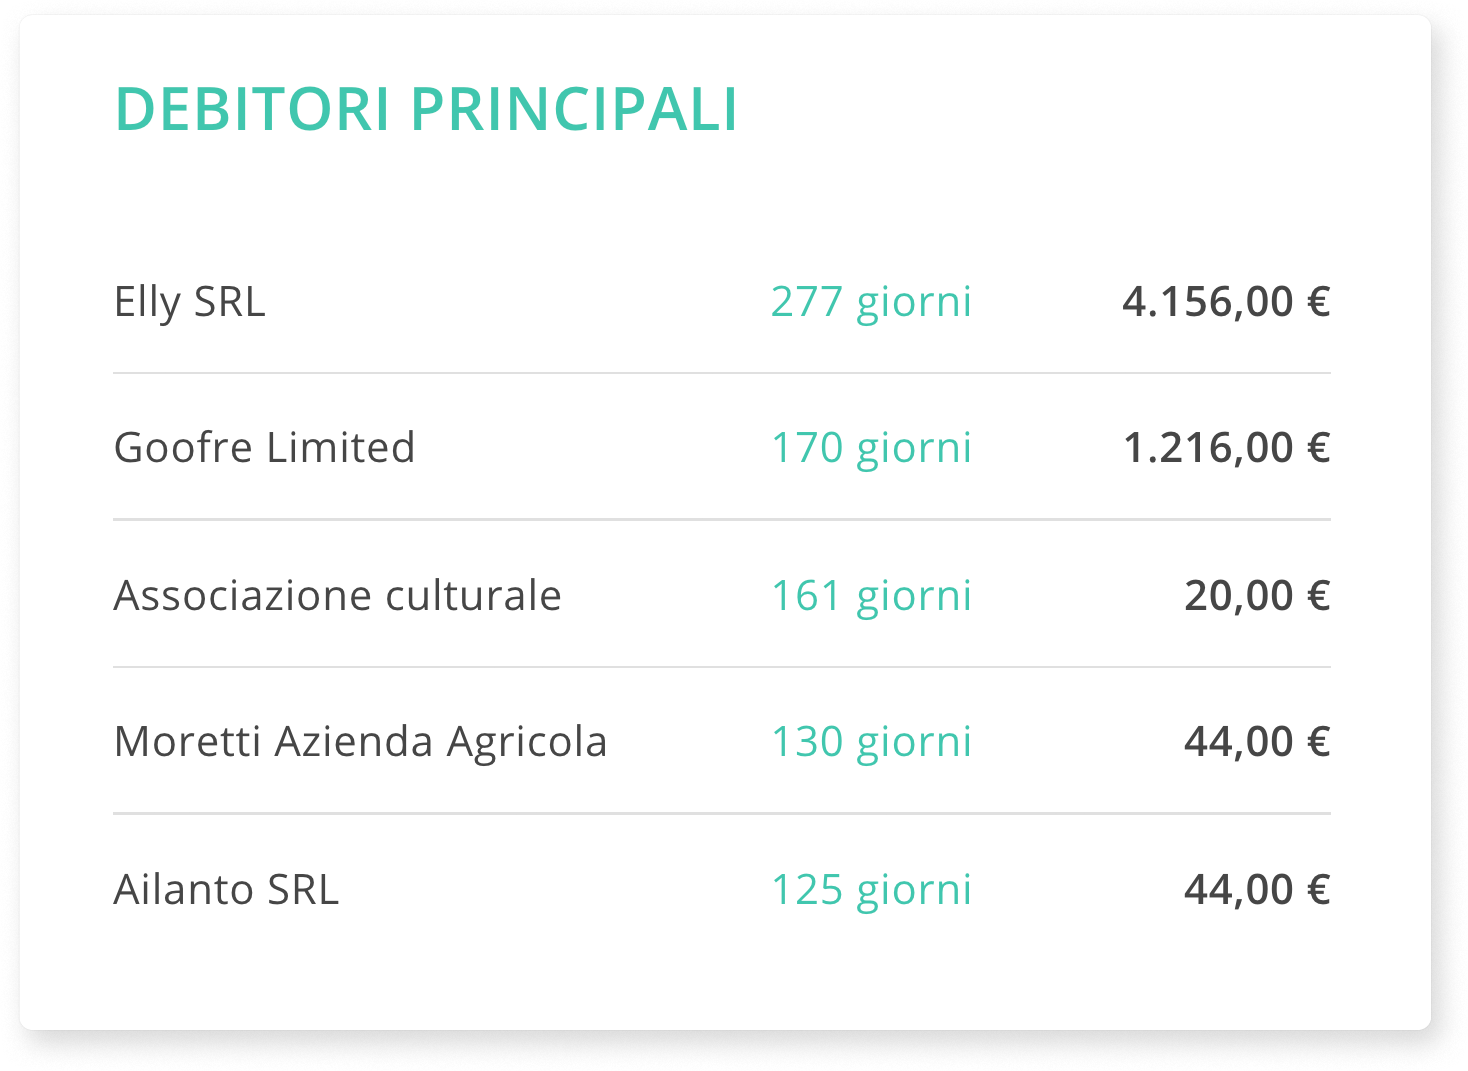 DEBITORI PRINCIPALI
Elly SRL 277 giorni 4.156,00 €
Goofre Limited 170 giorni 1.216,00 €
Associazione culturale 161 giorni 20,00 €
Moretti Azienda Agricola 130 giorni 44,00 €
Ailanto SRL 125 giorni 44,00 €